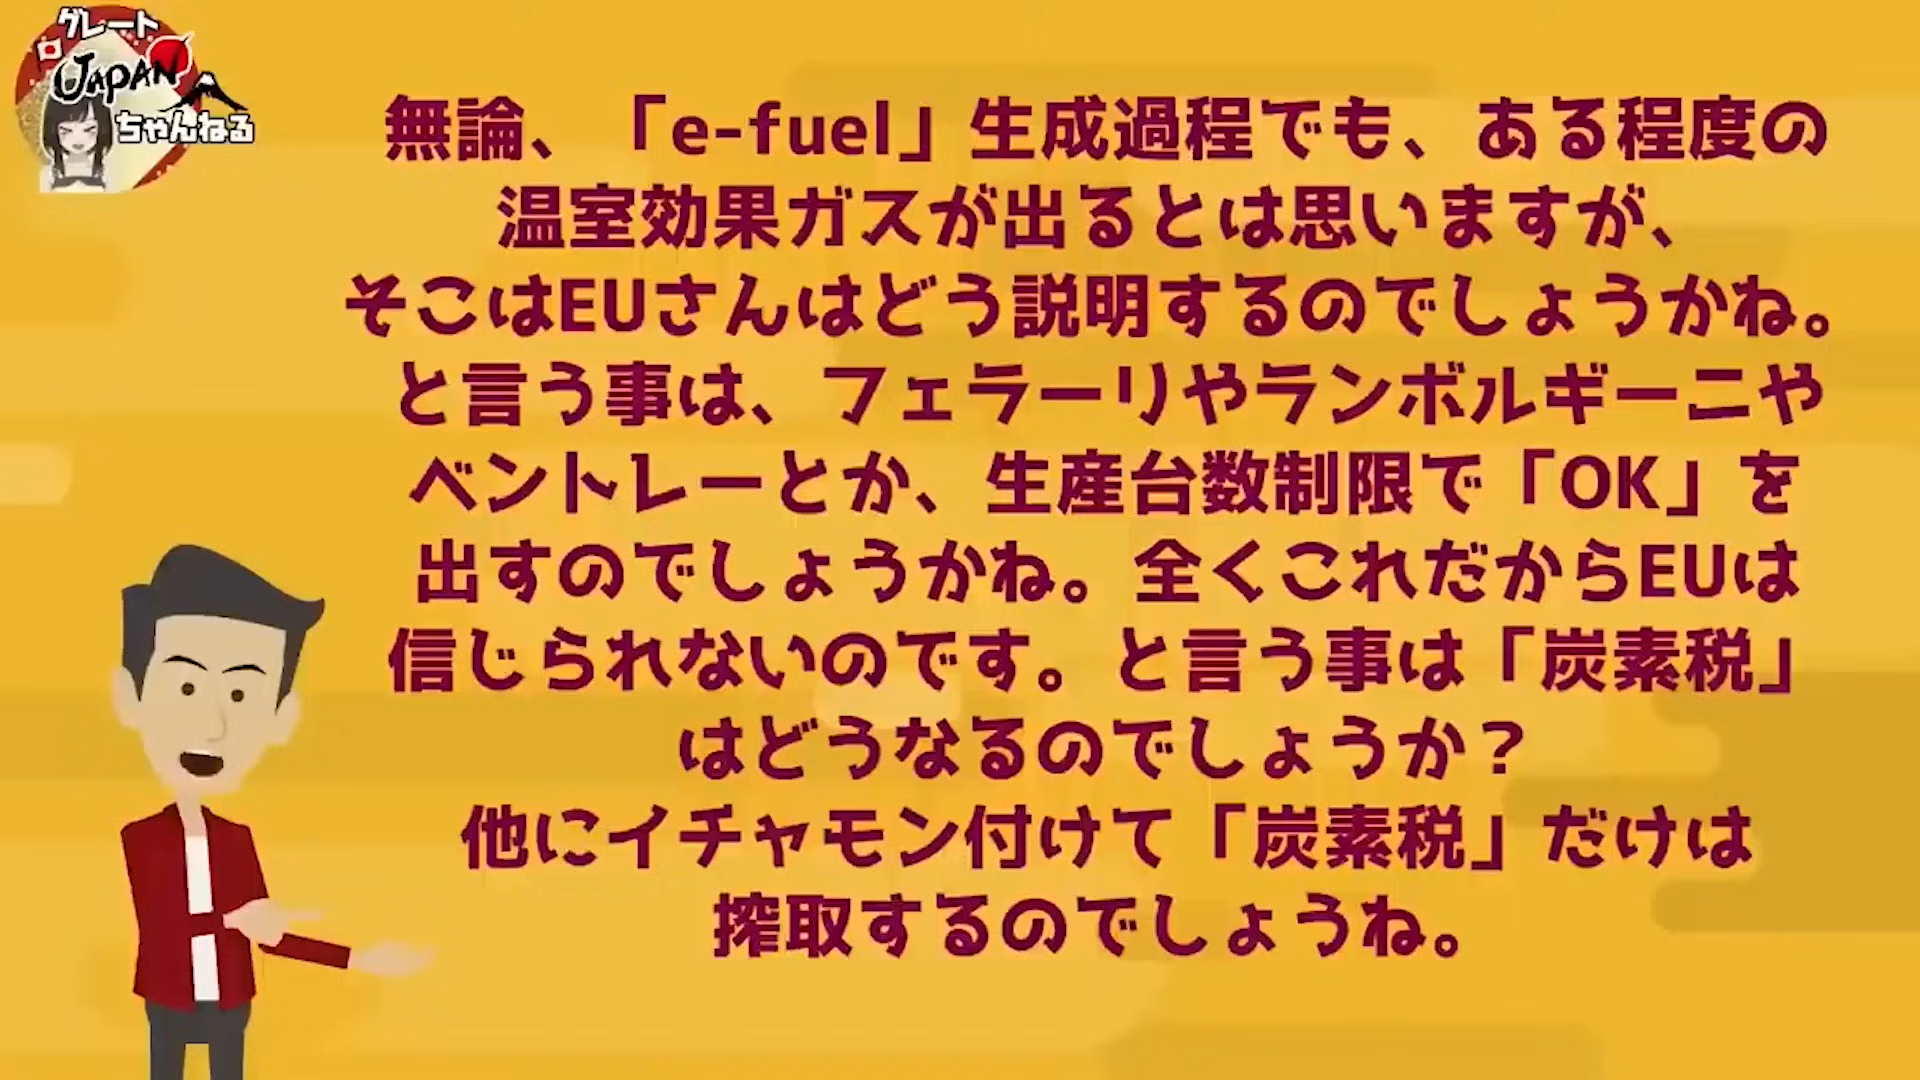 グレート
JAPAN
ちゃんねる
無論、「e-fuel」生成過程でも、ある程度の
温室効果ガスが出るとは思いますが、
そこはEUさんはどう説明するのでしょうかね。
と言う事は、フェラーリやランボルギーニや
ベントレーとか、生産台数制限で「OK」を
出すのでしょうかね。全くこれだからEUは
信じられないのです。と言う事は「炭素税」
はどうなるのでしょうか？
他にイチャモン付けて「炭素税」だけは
搾取するのでしょうね。